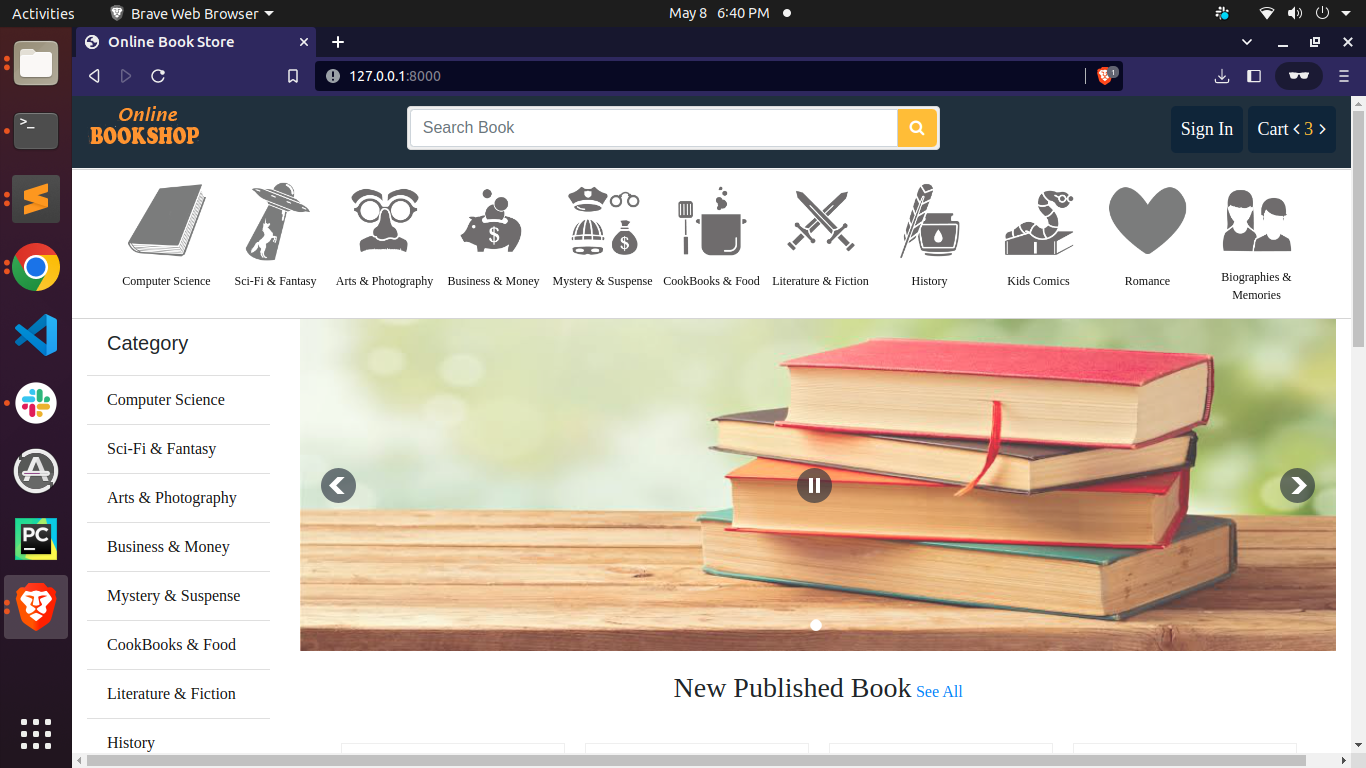 Activities
Brave Web Browser
May 8 6:40 PM
Online Book Store
127.0.0.1:8000
1
Online
BOOKSHOP
Search Book
Sign In
Cart < 3 >
$
$
Computer Science
Sci-Fi & Fantasy
Arts & Photography
Business & Money
Mystery & Suspense
CookBooks & Food
Literature & Fiction
History
Kids Comics
Romance
Biographies &
Memories
Category
Computer Science
Sci-Fi & Fantasy
Arts & Photography
Business & Money
Mystery & Suspense
CookBooks & Food
Literature & Fiction
History
New Published Book See All
>_
PC